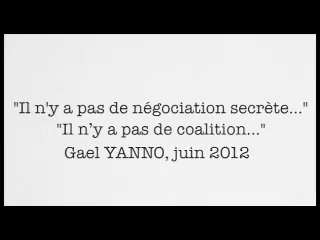 "Il n'y a pas de négociation secrète..."
"Il n’y a pas de coalition..."
Gael YANNO, juin 2012